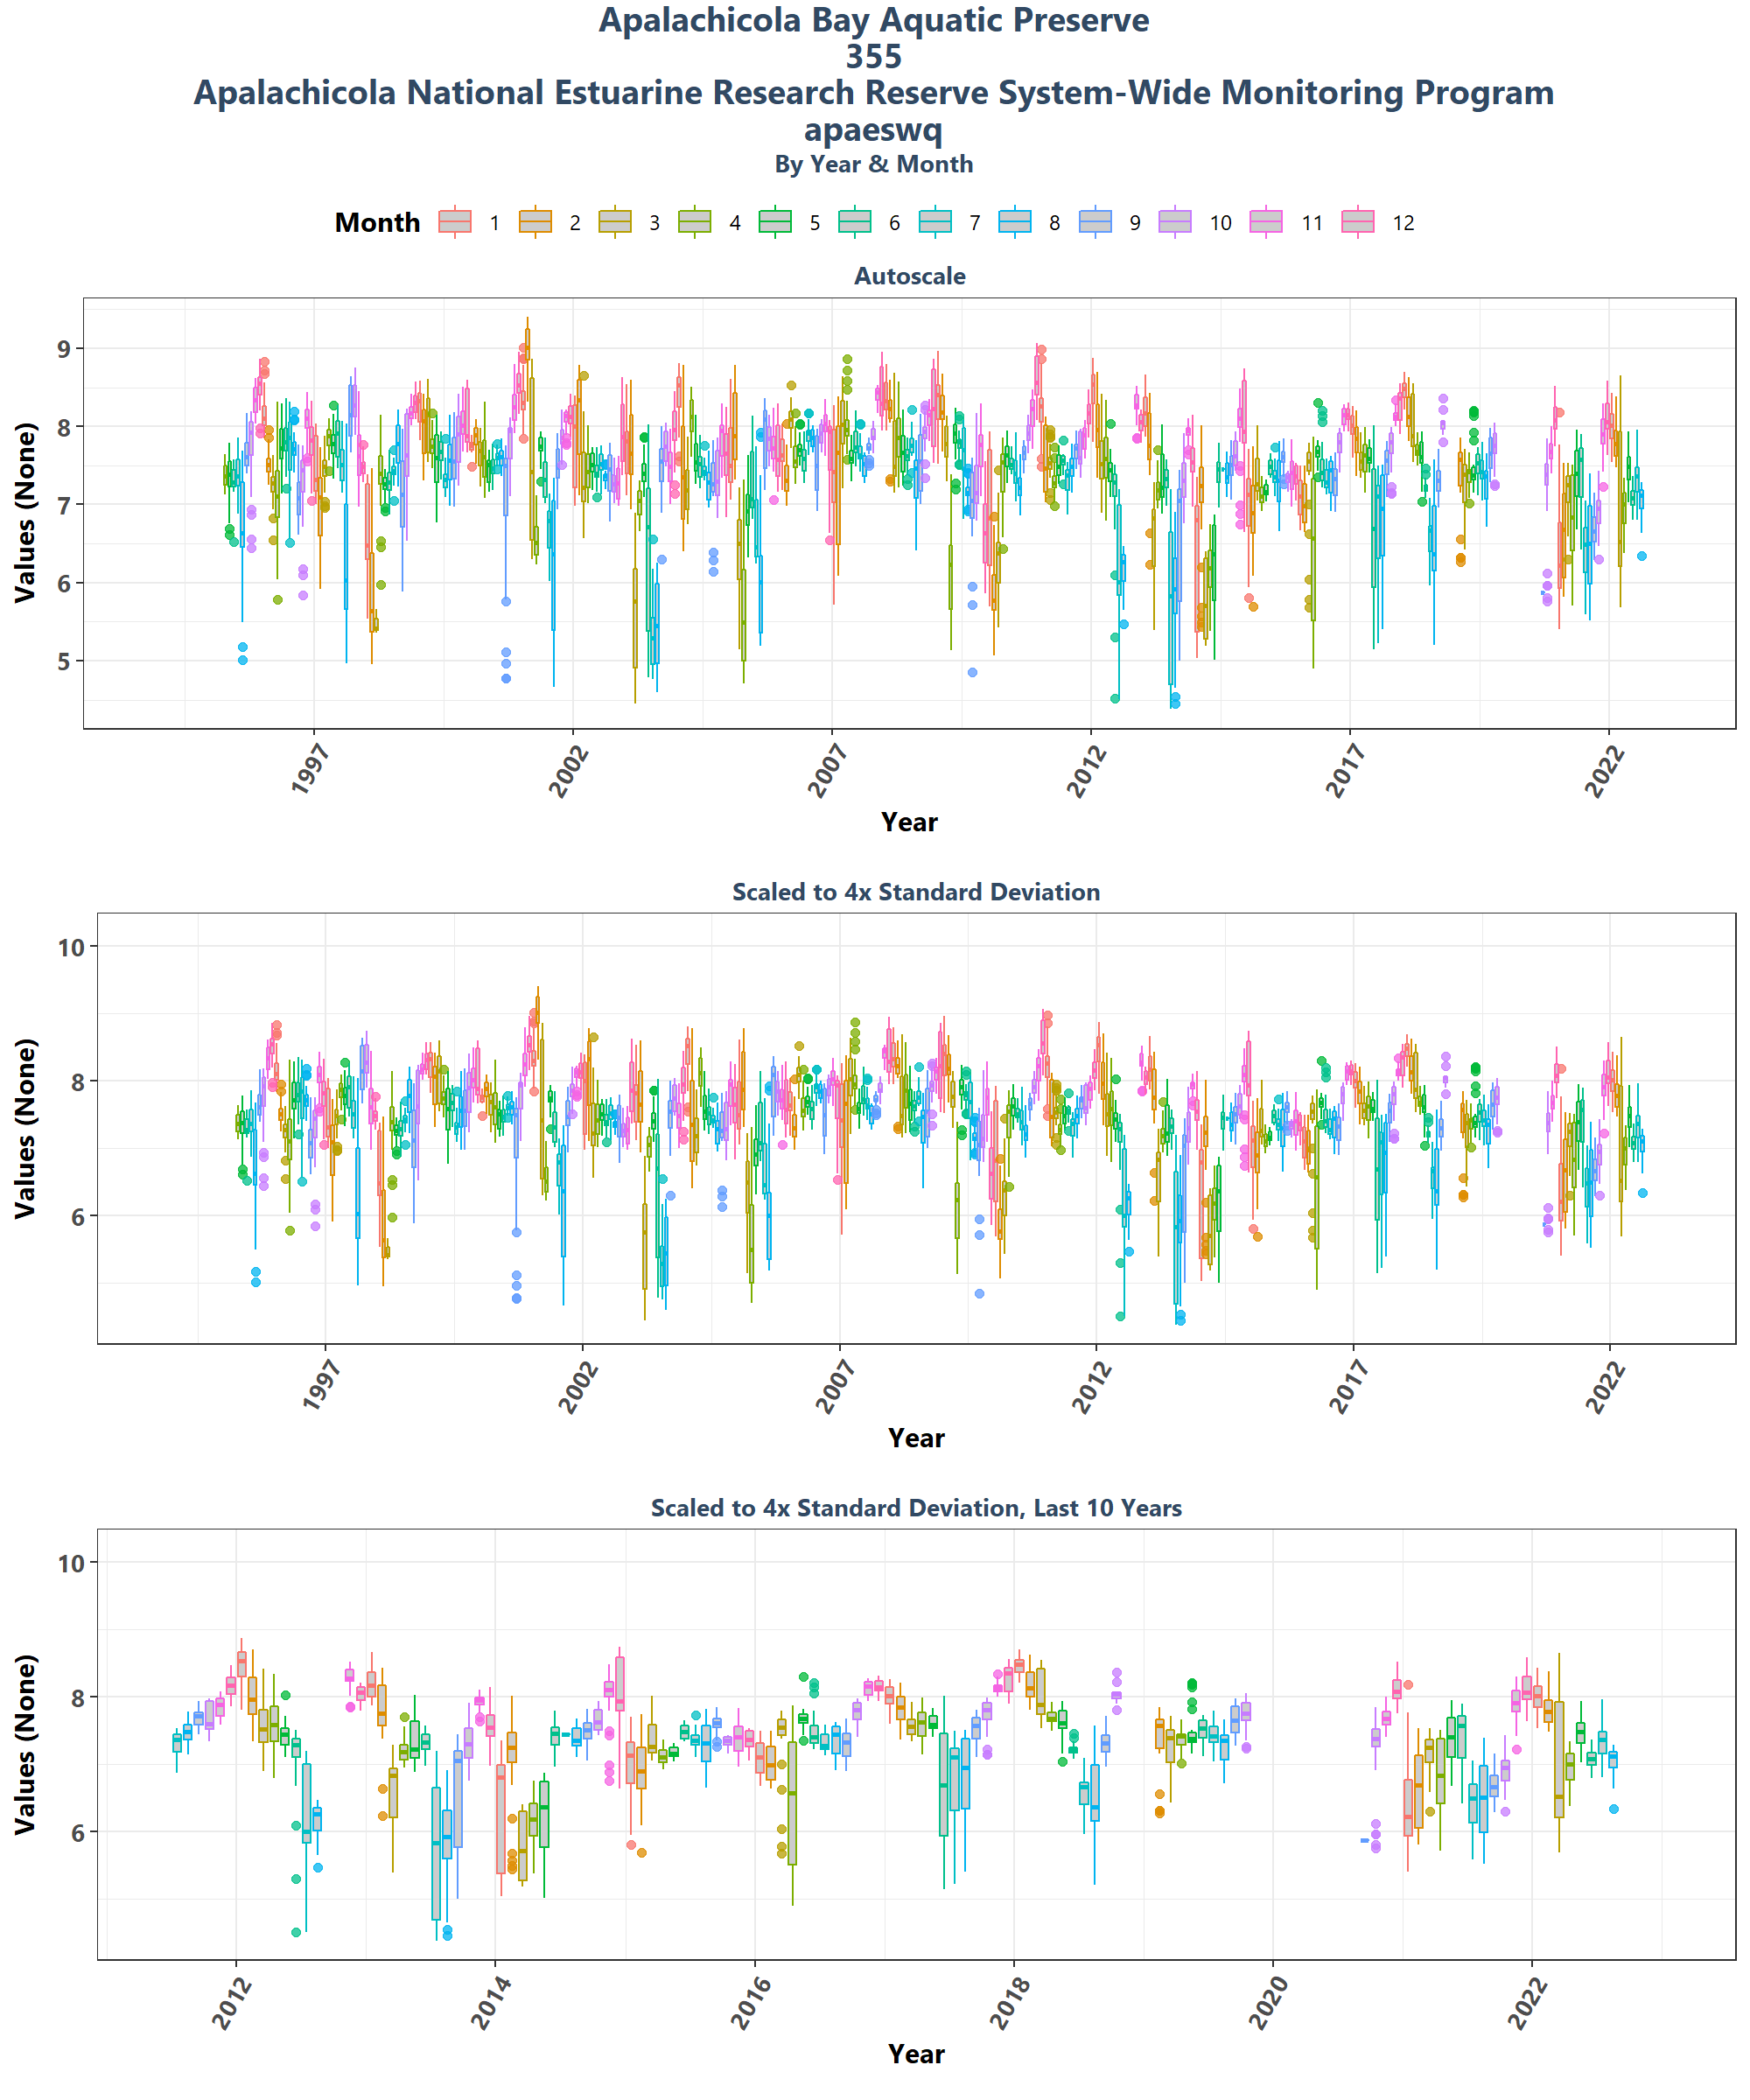 Apalachicola Bay Aquatic Preserve
355
Apalachicola National Estuarine Research Reserve System-Wide Monitoring Program
apaeswq
By Year & Month
Month 1 2 3 4 5 6 7 8 9 10 11 12
Autoscale
Values (None)
9
8
7
6
5
1997 2002 2007 2012 2017 2022
Year
Scaled to 4x Standard Deviation
Values (None)
10
8
6
1997 2002 2007 2012 2017 2022
Year
Scaled to 4x Standard Deviation, Last 10 Years
Values (None)
10
8
6
2012 2014 2016 2018 2020 2022
Year